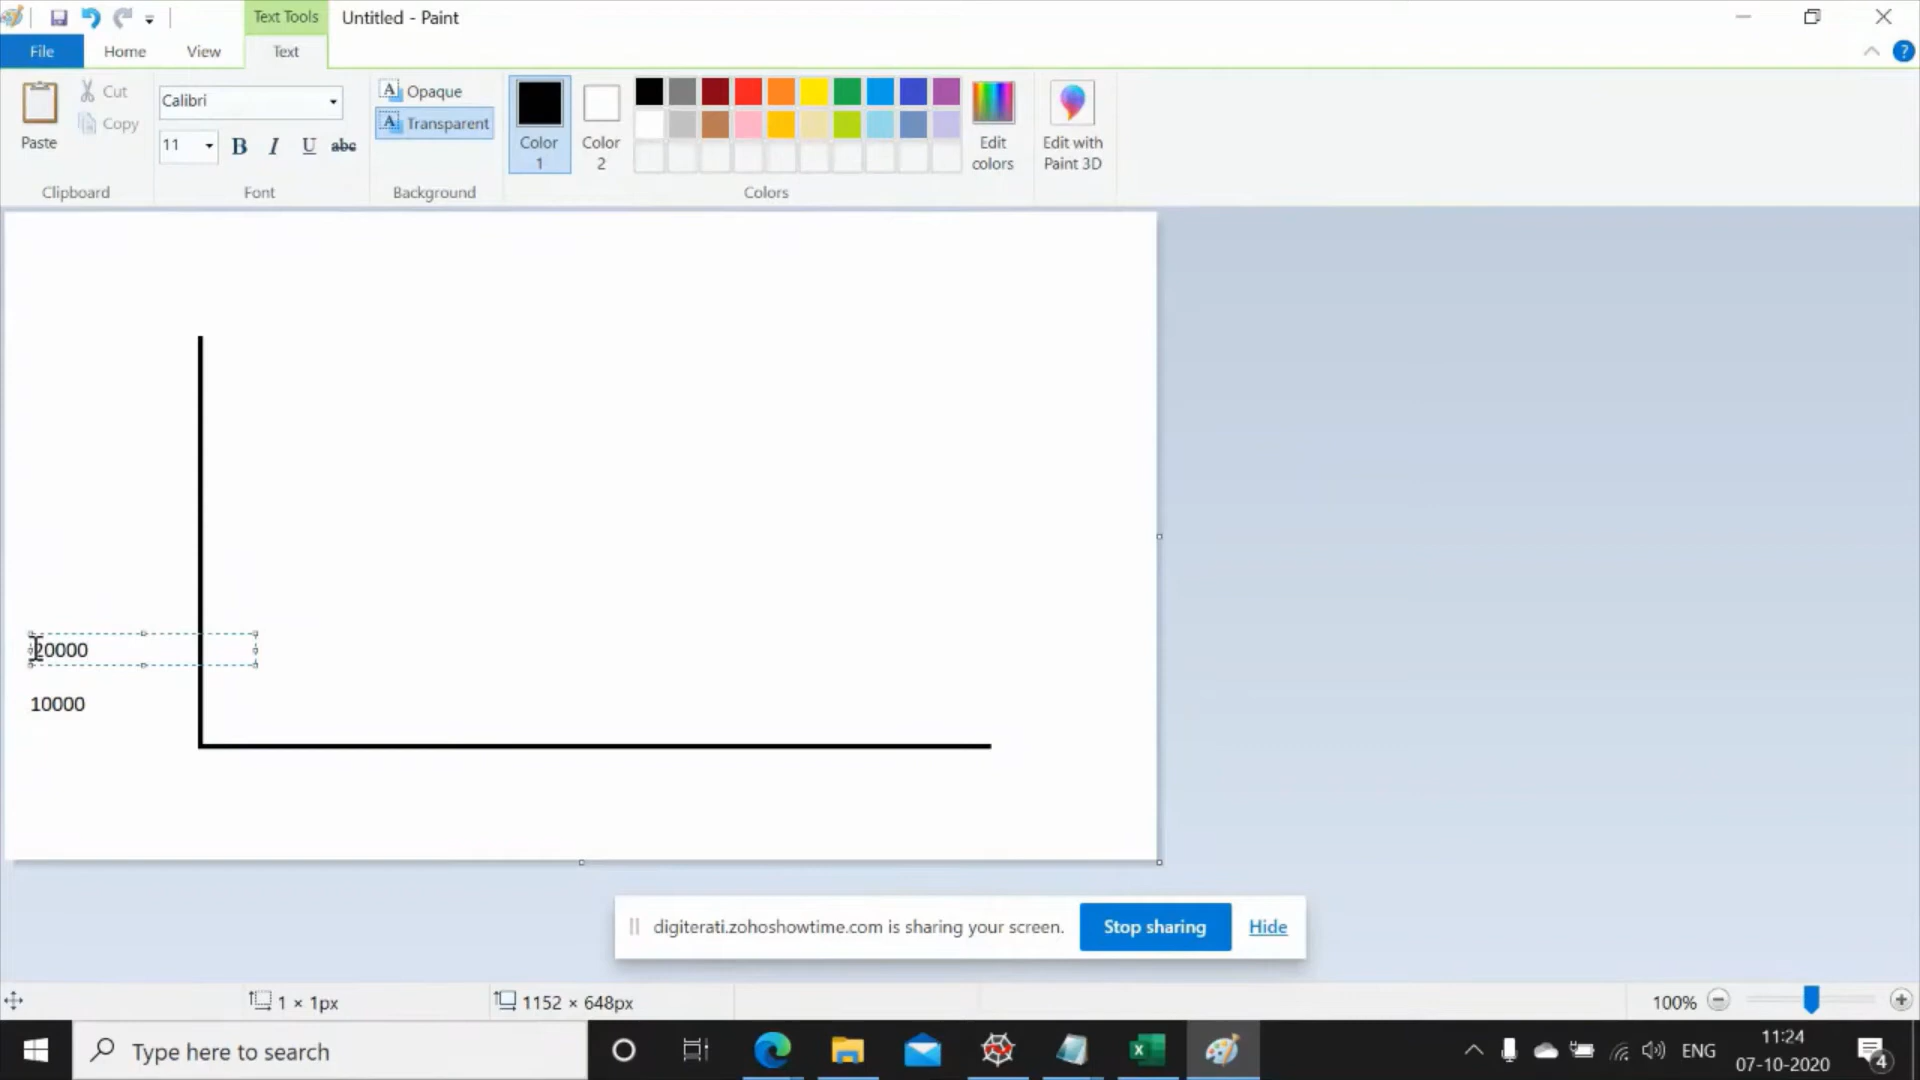 Text Tools
Untitled - Paint
File
Home
View
Text
Paste
Cut
Copy
Clipboard
Calibri
11
B
I
U
abc
Font
A Opaque
A Transparent
Background
Color
1
Color
2
Colors
Edit
colors
Edit with
Paint 3D
20000
10000
digiterati.zohoshowtime.com is sharing your screen.
Stop sharing
Hide
1 × 1px
1152 × 648px
100%
Type here to search
ENG
11:24
07-10-2020
4